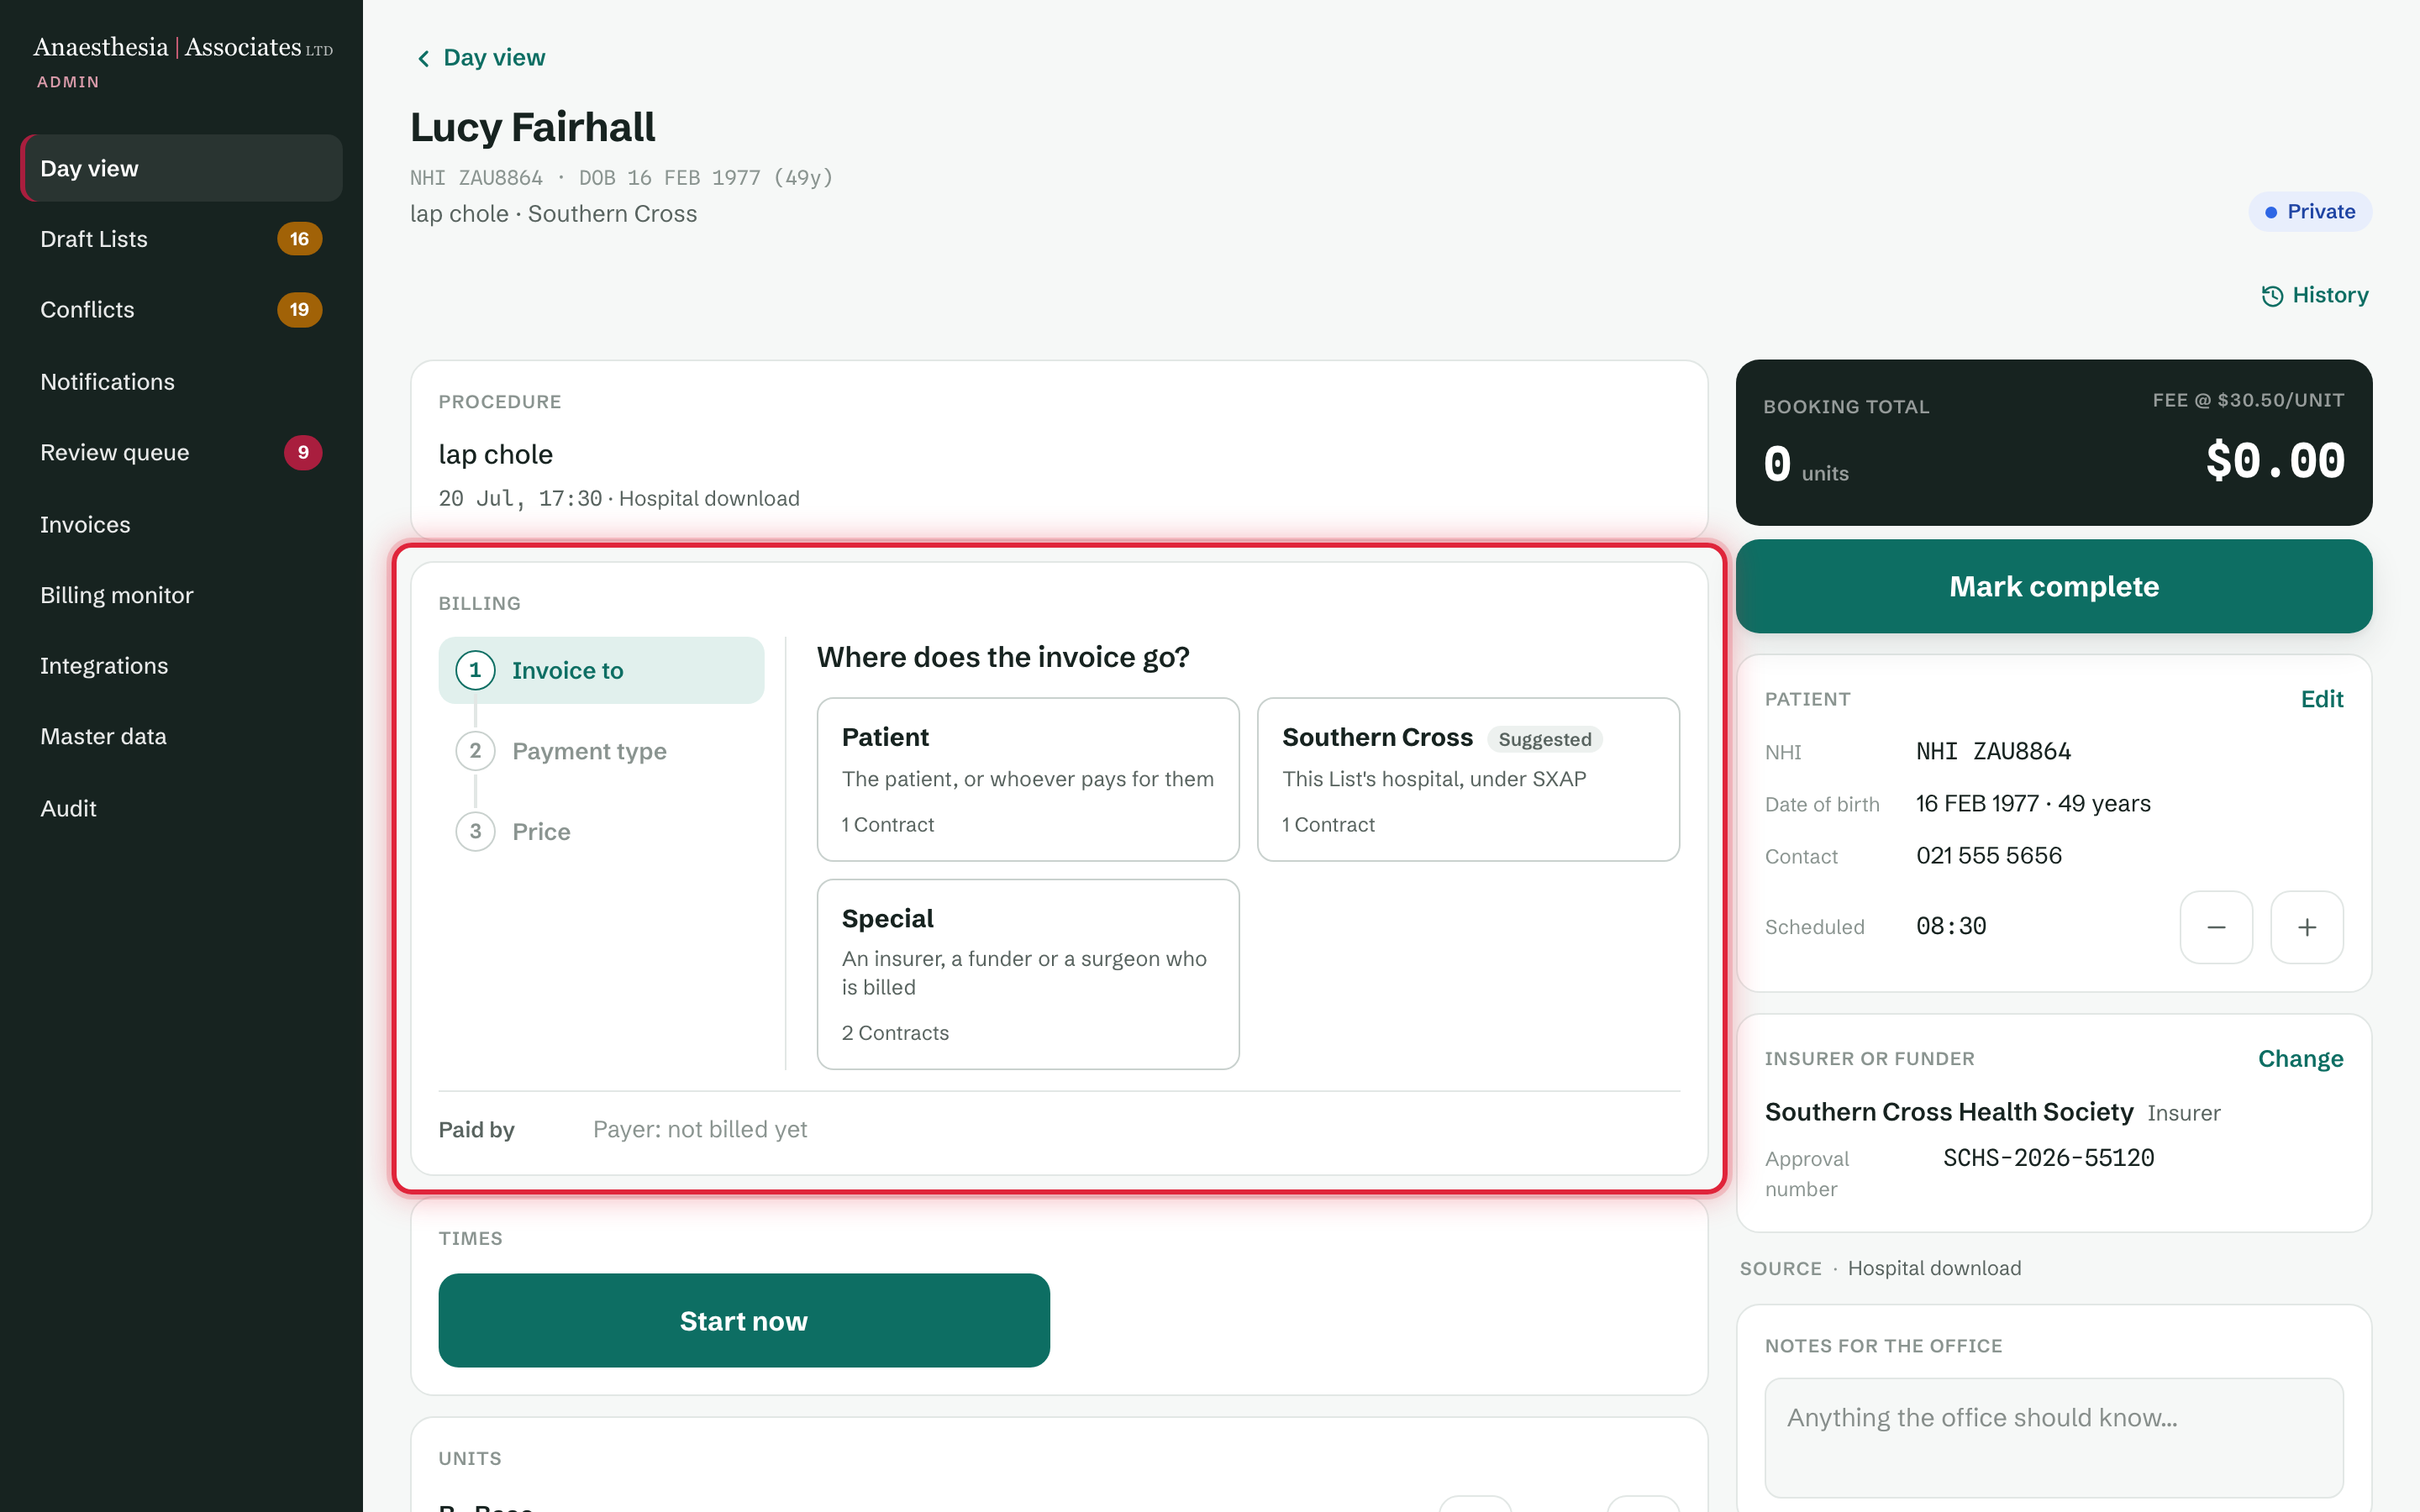 Anaesthesia | Associates LTD
ADMIN
Day view
Draft Lists 16
Conflicts 19
Notifications
Review queue 9
Invoices
Billing monitor
Integrations
Master data
Audit
Day view
Lucy Fairhall
NHI ZAU8864 · DOB 16 FEB 1977 (49y)
lap chole · Southern Cross
Private
History
PROCEDURE
lap chole
20 Jul, 17:30 · Hospital download
BILLING
1 Invoice to
2 Payment type
3 Price
Where does the invoice go?
Patient
The patient, or whoever pays for them
1 Contract
Southern Cross Suggested
This List's hospital, under SXAP
1 Contract
Special
An insurer, a funder or a surgeon who
is billed
2 Contracts
Paid by Payer: not billed yet
TIMES
Start now
UNITS
BOOKING TOTAL
FEE @ $30.50/UNIT
0 units
$0.00
Mark complete
PATIENT Edit
NHI NHI ZAU8864
Date of birth 16 FEB 1977 · 49 years
Contact 021 555 5656
Scheduled 08:30 − +
INSURER OR FUNDER Change
Southern Cross Health Society Insurer
Approval SCHS-2026-55120
number
SOURCE · Hospital download
NOTES FOR THE OFFICE
Anything the office should know...